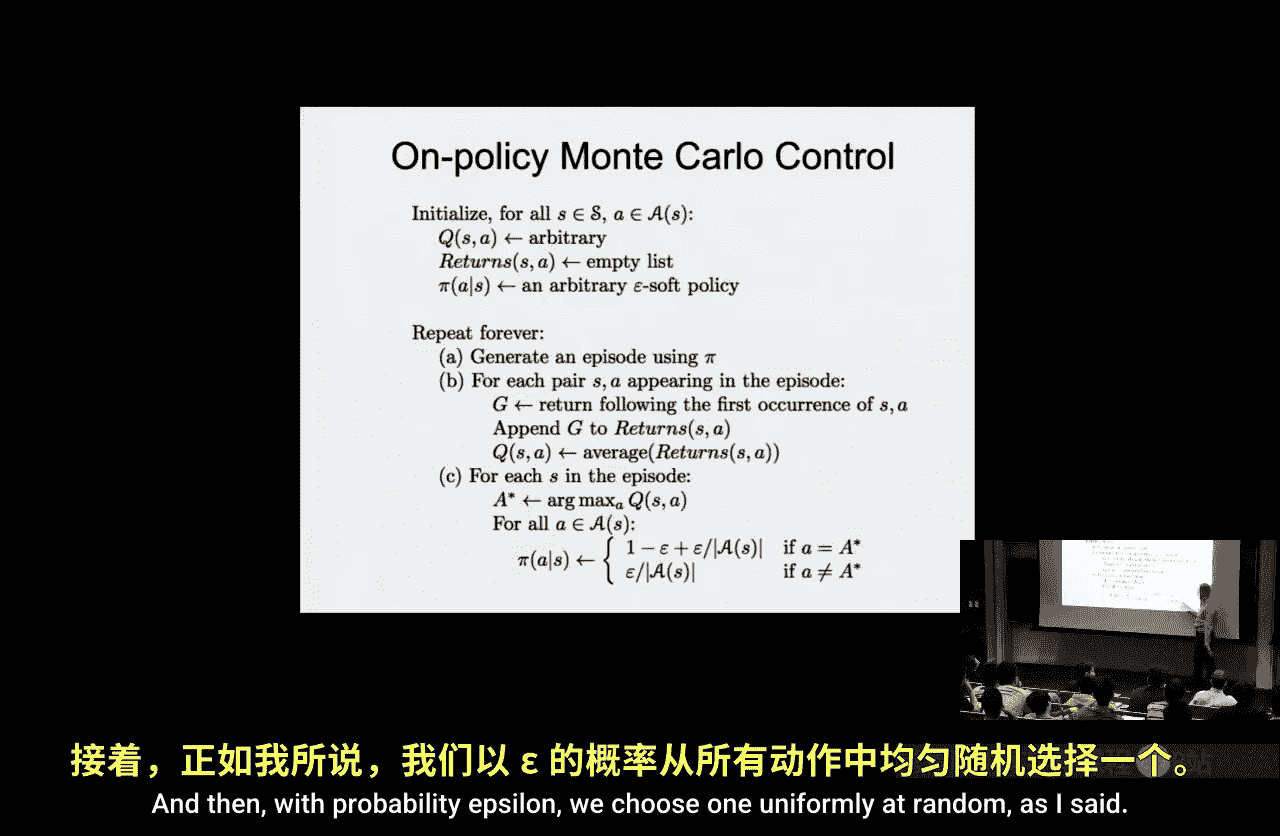 On-policy Monte Carlo Control
Initialize, for all s ∈ 𝒮, a ∈ 𝒜(s):
Q(s, a) ← arbitrary
Returns(s, a) ← empty list
π(a|s) ← an arbitrary ε-soft policy
Repeat forever:
(a) Generate an episode using π
(b) For each pair s, a appearing in the episode:
G ← return following the first occurrence of s, a
Append G to Returns(s, a)
Q(s, a) ← average(Returns(s, a))
(c) For each s in the episode:
A* ← arg maxₐ Q(s, a)
For all a ∈ 𝒜(s):
π(a|s) ← { 1 − ε + ε/|𝒜(s)| if a = A*
ε/|𝒜(s)| if a ≠ A*
接着，正如我所说，我们以 ε 的概率从所有动作中均匀随机选择一个。
And then, with probability epsilon, we choose one uniformly at random, as I said.